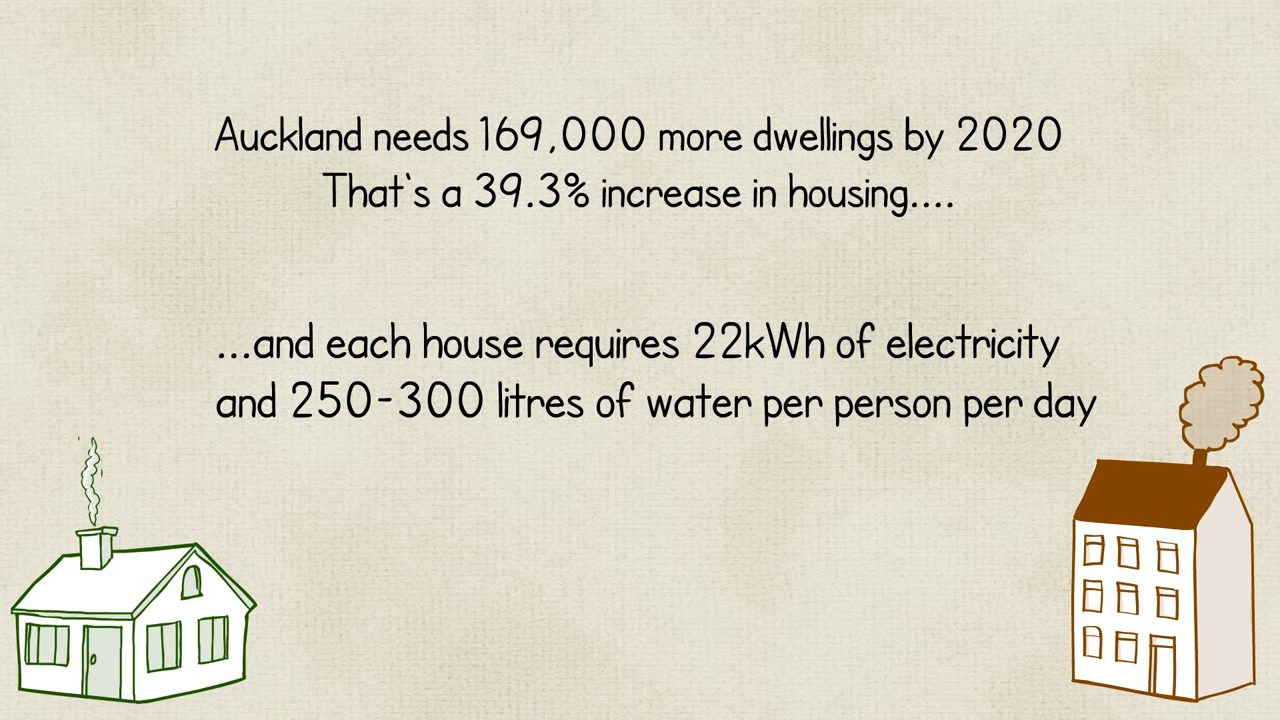 Auckland needs 169,000 more dwellings by 2020
That's a 39.3% increase in housing....
...and each house requires 22kWh of electricity
and 250-300 litres of water per person per day